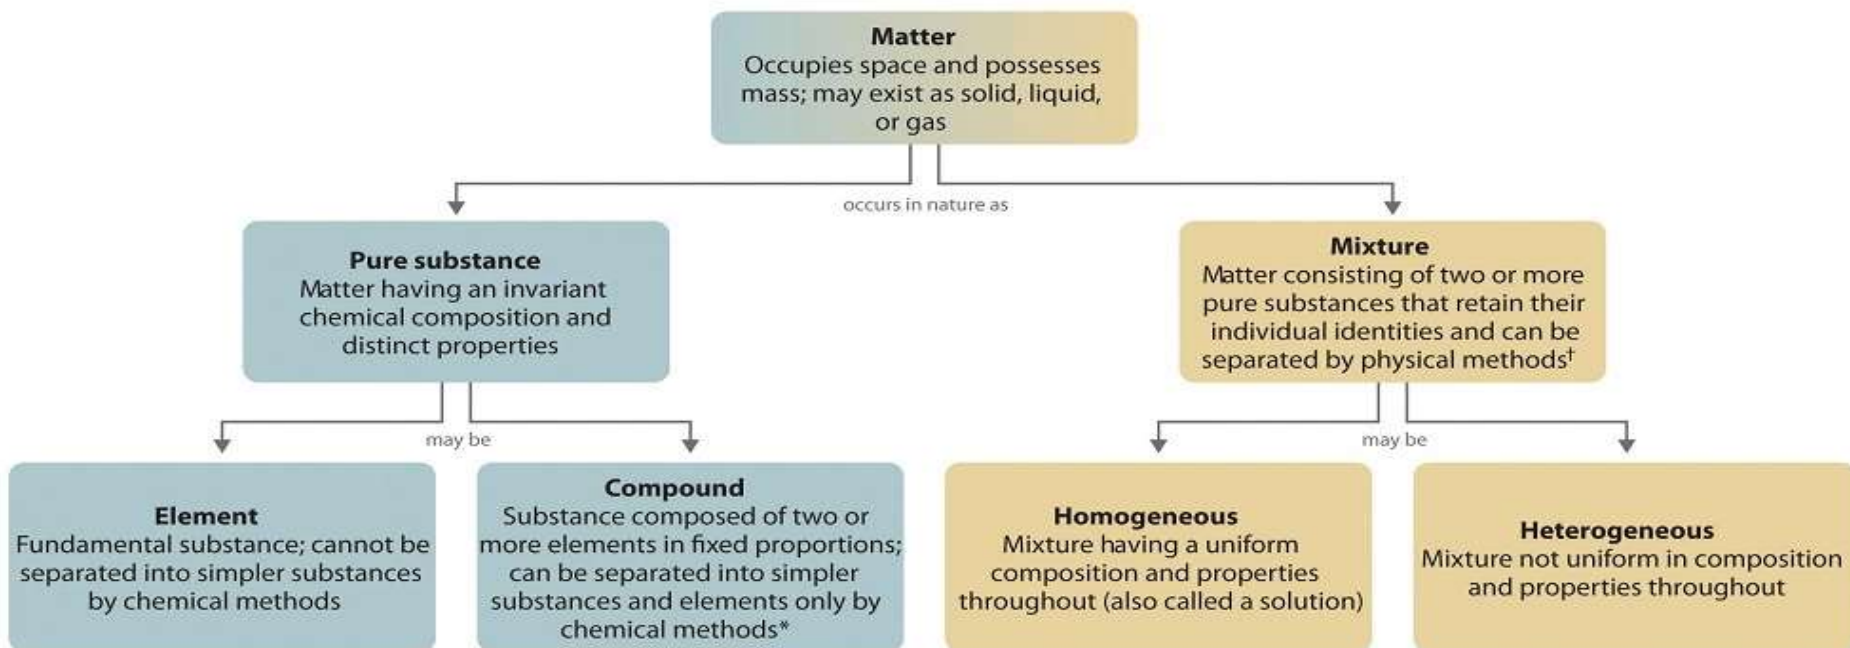 Matter
Occupies space and possesses
mass; may exist as solid, liquid,
or gas
occurs in nature as
Pure substance
Matter having an invariant
chemical composition and
distinct properties
Mixture
Matter consisting of two or more
pure substances that retain their
individual identities and can be
separated by physical methods†
may be
may be
Element
Fundamental substance; cannot be
separated into simpler substances
by chemical methods
Compound
Substance composed of two or
more elements in fixed proportions;
can be separated into simpler
substances and elements only by
chemical methods*
Homogeneous
Mixture having a uniform
composition and properties
throughout (also called a solution)
Heterogeneous
Mixture not uniform in composition
and properties throughout